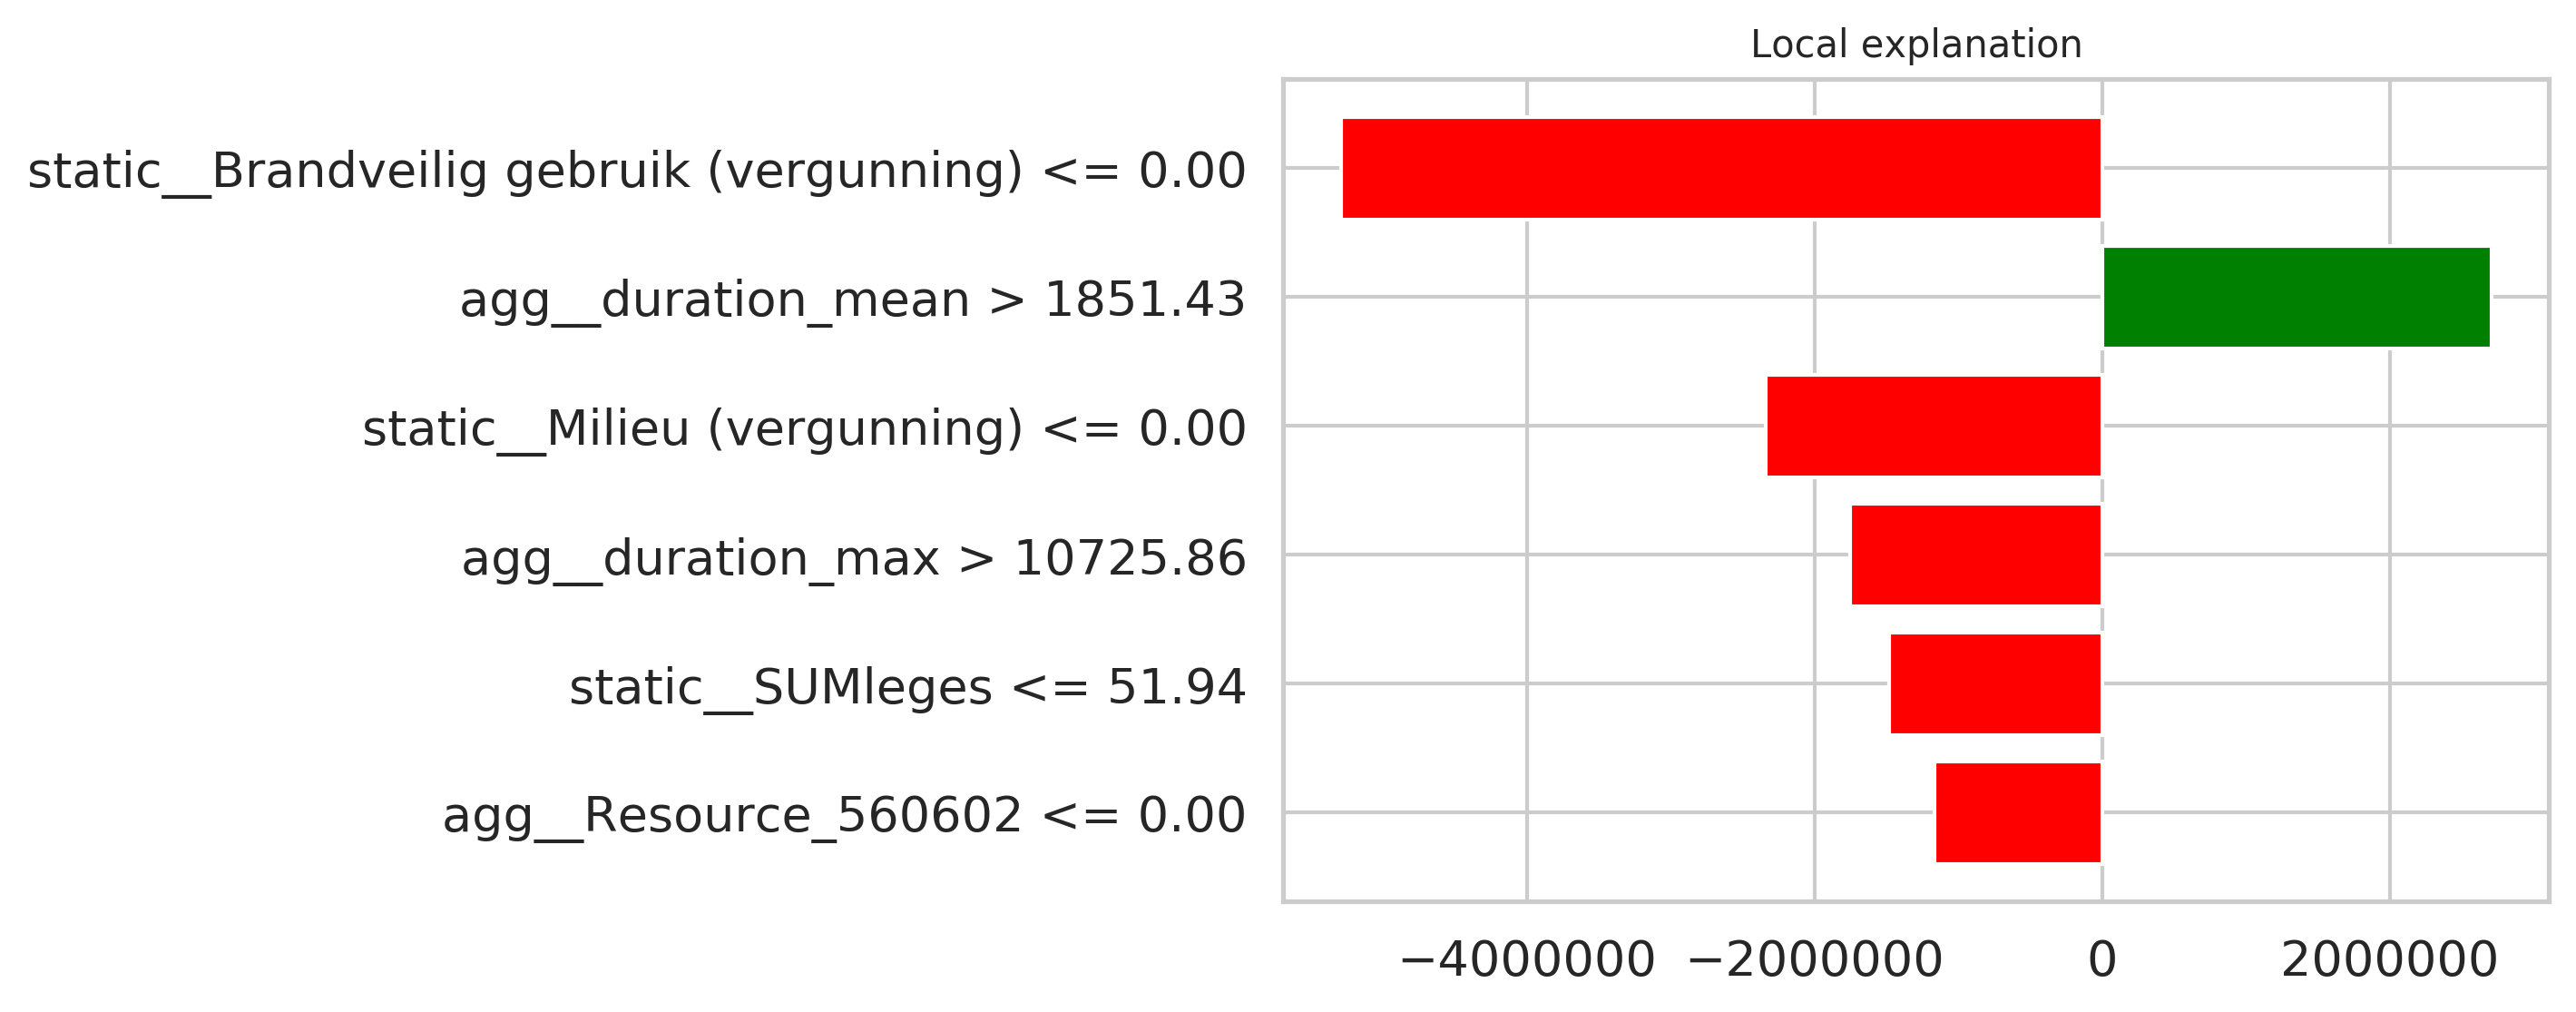 Local explanation
static__Brandveilig gebruik (vergunning) <= 0.00
agg__duration_mean > 1851.43
static__Milieu (vergunning) <= 0.00
agg__duration_max > 10725.86
static__SUMleges <= 51.94
agg__Resource_560602 <= 0.00
−4000000 −2000000 0 2000000